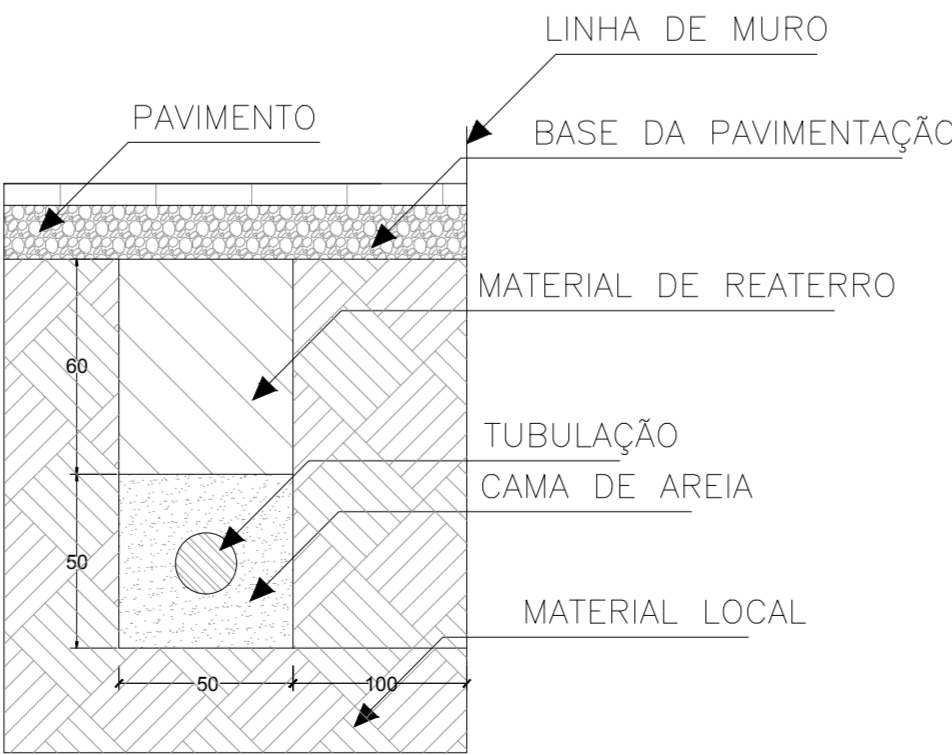 LINHA DE MURO
PAVIMENTO
BASE DA PAVIMENTAÇÃO
MATERIAL DE REATERRO
60
TUBULAÇÃO
CAMA DE AREIA
50
MATERIAL LOCAL
50
100